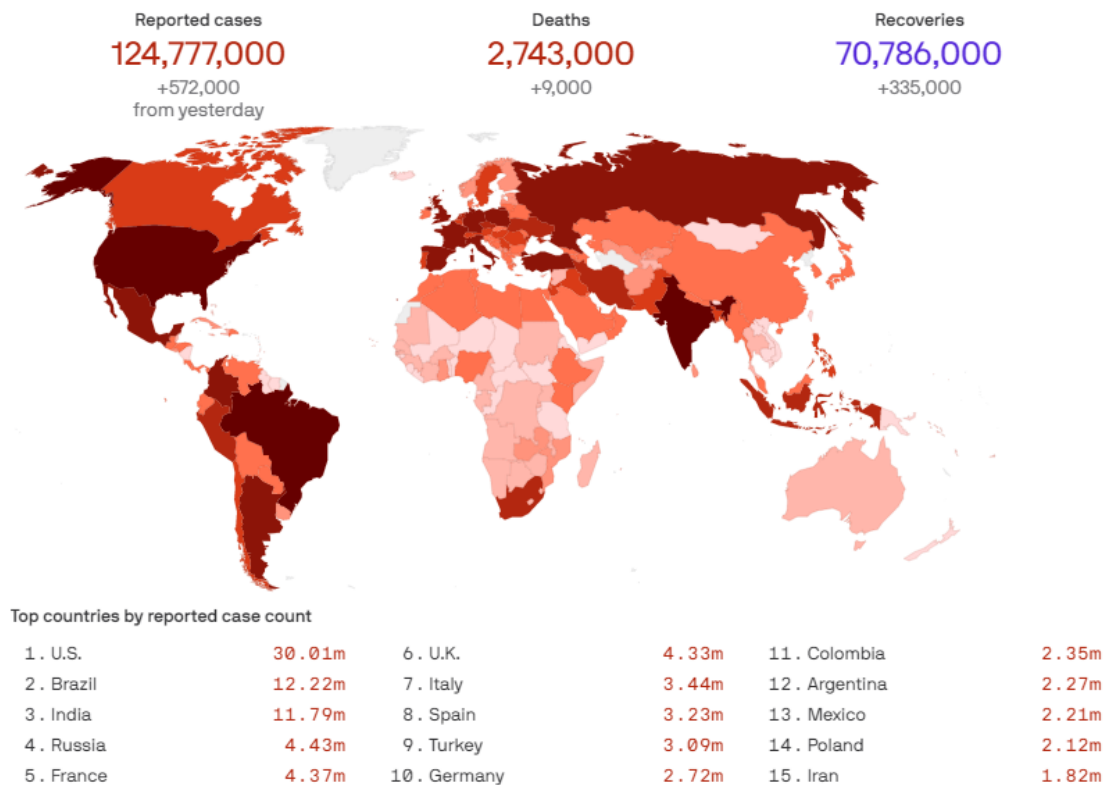 Reported cases
124,777,000
+572,000
from yesterday
Deaths
2,743,000
+9,000
Recoveries
70,786,000
+335,000
Top countries by reported case count
1. U.S. 30.01m
2. Brazil 12.22m
3. India 11.79m
4. Russia 4.43m
5. France 4.37m
6. U.K. 4.33m
7. Italy 3.44m
8. Spain 3.23m
9. Turkey 3.09m
10. Germany 2.72m
11. Colombia 2.35m
12. Argentina 2.27m
13. Mexico 2.21m
14. Poland 2.12m
15. Iran 1.82m